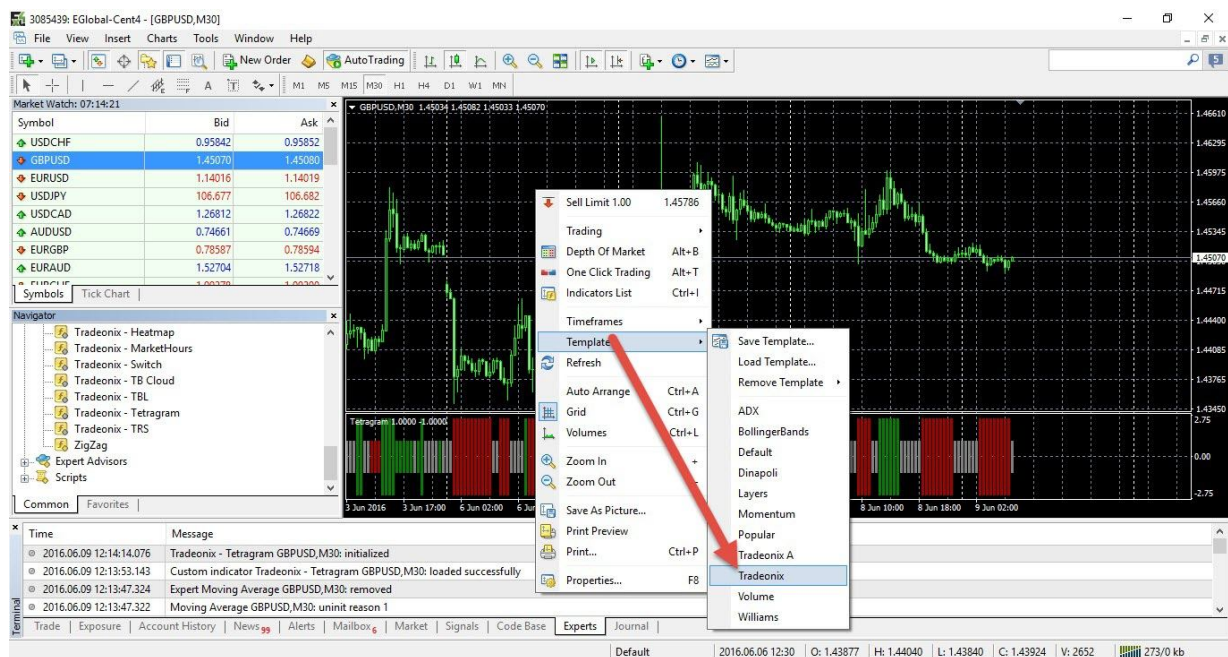 3085439: EGlobal-Cent4 - [GBPUSD,M30]
File View Insert Charts Tools Window Help
New Order AutoTrading
5
A T M1 M5 M15 M30 H1 H4 D1 W1 MN
Market Watch: 07:14:21
Symbol Bid Ask
USDCHF 0.95842 0.95852
GBPUSD 1.45070 1.45080
EURUSD 1.14016 1.14019
USDJPY 106.677 106.682
USDCAD 1.26812 1.26822
AUDUSD 0.74661 0.74669
EURGBP 0.78587 0.78594
EURAUD 1.52704 1.52718
Symbols Tick Chart
Navigator
Tradeonix - Heatmap
Tradeonix - MarketHours
Tradeonix - Switch
Tradeonix - TB Cloud
Tradeonix - TBL
Tradeonix - Tetragram
Tradeonix - TRS
ZigZag
Expert Advisors
Scripts
Common Favorites
GBPUSD,M30 1.45034 1.45082 1.45033 1.45070
1.46610
1.46295
1.45975
1.45660
1.45345
1.45070
1.44715
1.44400
1.44085
1.43765
1.43450
Tetragram 1.0000 -1.0000
2.75
0.00
-2.75
3 Jun 2016 3 Jun 17:00 6 Jun 02:00 8 Jun 10:00 8 Jun 18:00 9 Jun 02:00
Sell Limit 1.00 1.45786
Trading
Depth Of Market Alt+B
One Click Trading Alt+T
Indicators List Ctrl+I
Timeframes
Template
Refresh
Auto Arrange Ctrl+A
Grid Ctrl+G
Volumes Ctrl+L
Zoom In +
Zoom Out -
Save As Picture...
Print Preview
Print... Ctrl+P
Properties... F8
Save Template...
Load Template...
Remove Template
ADX
BollingerBands
Default
Dinapoli
Layers
Momentum
Popular
Tradeonix A
Tradeonix
Volume
Williams
Time Message
2016.06.09 12:14:14.076 Tradeonix - Tetragram GBPUSD,M30: initialized
2016.06.09 12:13:53.143 Custom indicator Tradeonix - Tetragram GBPUSD,M30: loaded successfully
2016.06.09 12:13:47.324 Expert Moving Average GBPUSD,M30: removed
2016.06.09 12:13:47.322 Moving Average GBPUSD,M30: uninit reason 1
Terminal
Trade Exposure Account History News 99 Alerts Mailbox 6 Market Signals Code Base Experts Journal
Default 2016.06.06 12:30 O: 1.43877 H: 1.44040 L: 1.43840 C: 1.43924 V: 2652 273/0 kb